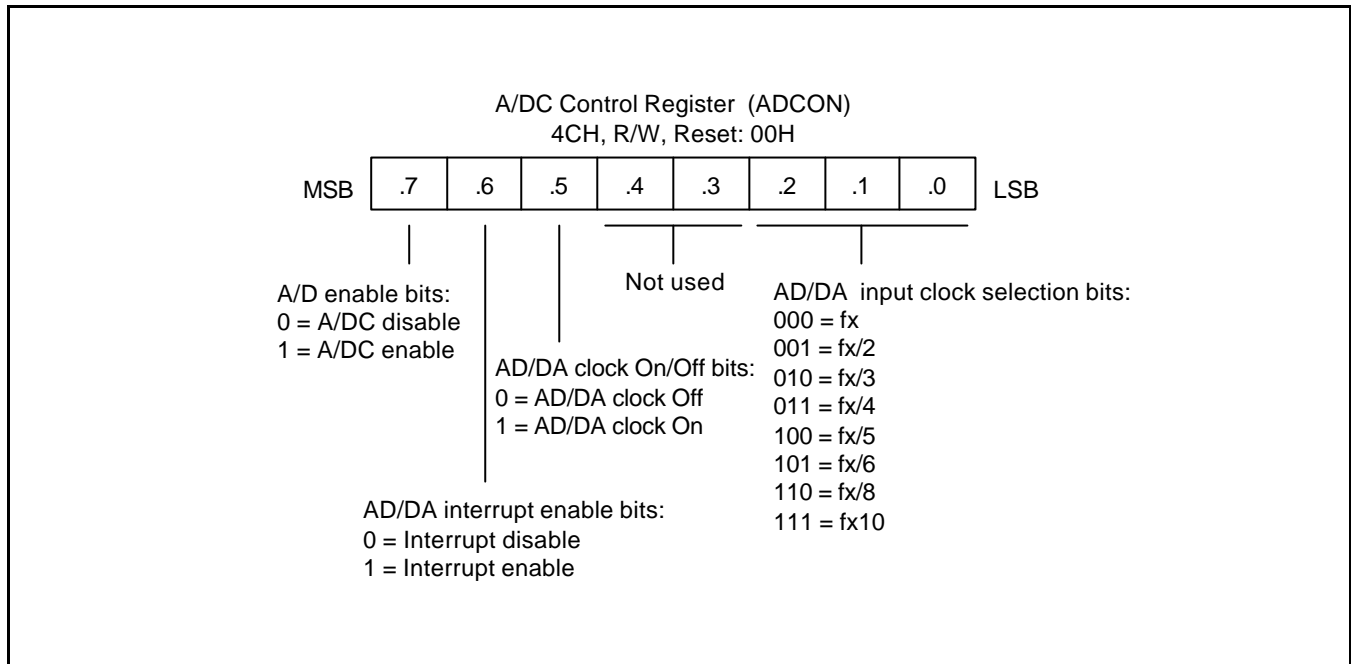 A/DC Control Register (ADCON)
4CH, R/W, Reset: 00H
MSB .7 .6 .5 .4 .3 .2 .1 .0 LSB
A/D enable bits:
0 = A/DC disable
1 = A/DC enable
AD/DA interrupt enable bits:
0 = Interrupt disable
1 = Interrupt enable
AD/DA clock On/Off bits:
0 = AD/DA clock Off
1 = AD/DA clock On
Not used
AD/DA input clock selection bits:
000 = fx
001 = fx/2
010 = fx/3
011 = fx/4
100 = fx/5
101 = fx/6
110 = fx/8
111 = fx10